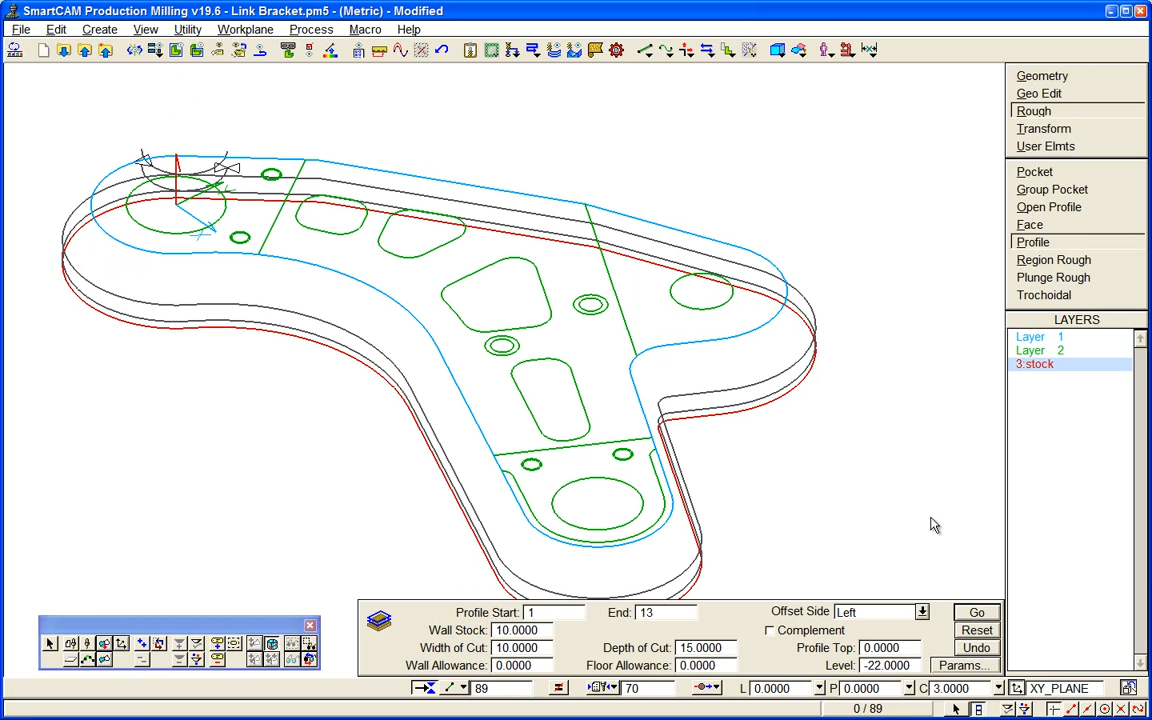 SmartCAM Production Milling v19.6 - Link Bracket.pm5 - (Metric) - Modified
File Edit Create View Utility Workplane Process Macro Help
Geometry
Geo Edit
Rough
Transform
User Elmts
Pocket
Group Pocket
Open Profile
Face
Profile
Region Rough
Plunge Rough
Trochoidal
LAYERS
Layer 1
Layer 2
3:stock
Profile Start: 1 End: 13 Offset Side Left Go
Wall Stock: 10.0000 Complement Reset
Width of Cut: 10.0000 Depth of Cut: 15.0000 Profile Top: 0.0000 Undo
Wall Allowance: 0.0000 Floor Allowance: 0.0000 Level: -22.0000 Params...
89 70 L 0.0000 P 0.0000 C 3.0000 XY_PLANE
0 / 89